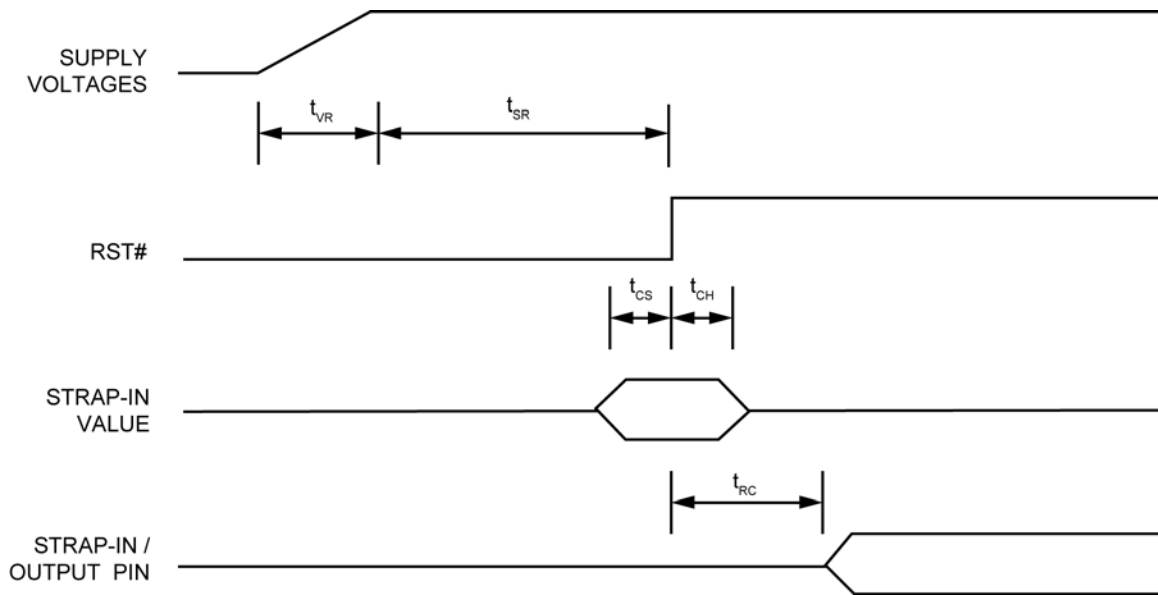 SUPPLY
VOLTAGES
tVR
tSR
RST#
tCS
tCH
STRAP-IN
VALUE
tRC
STRAP-IN /
OUTPUT PIN